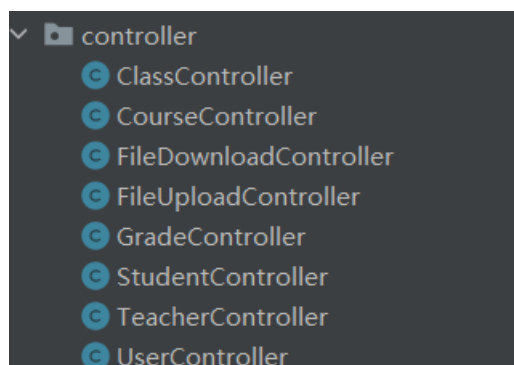 controller
ClassController
CourseController
FileDownloadController
FileUploadController
GradeController
StudentController
TeacherController
UserController